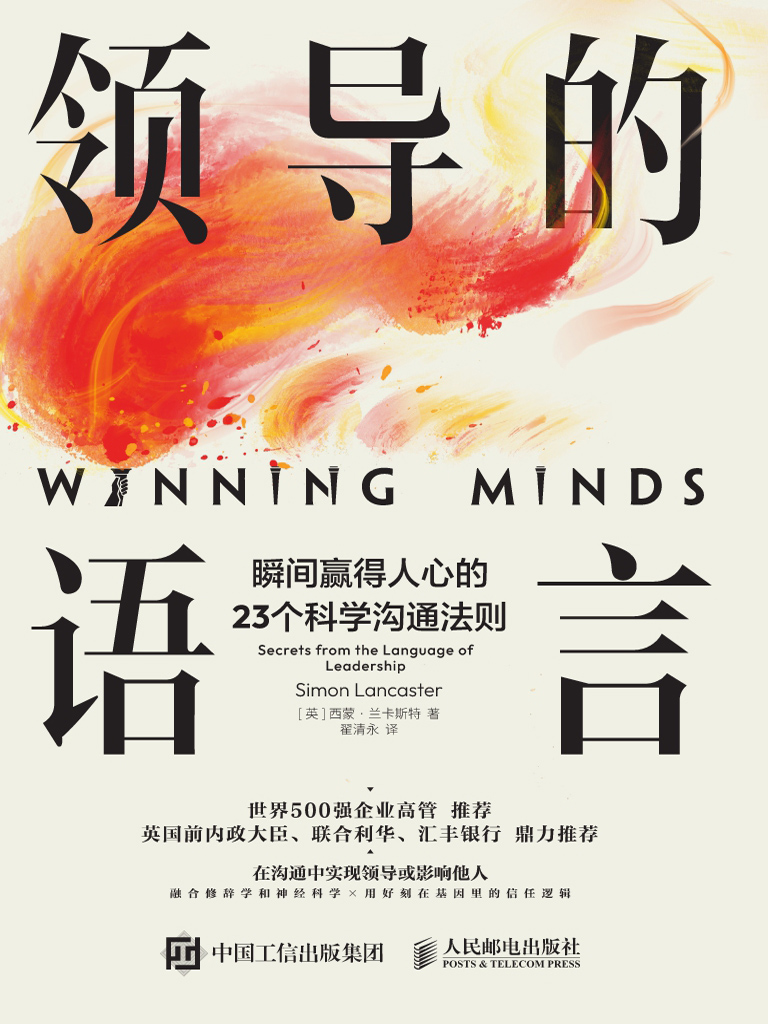 领导的
WINNING MINDS
语言
瞬间赢得人心的
23个科学沟通法则
Secrets from the Language of
Leadership
Simon Lancaster
[ 英 ] 西蒙 · 兰卡斯特 著
翟清永 译
世界500强企业高管 推荐
英国前内政大臣、联合利华、汇丰银行 鼎力推荐
在沟通中实现领导或影响他人
融合修辞学和神经科学 × 用好刻在基因里的信任逻辑
中国工信出版集团
人民邮电出版社
POSTS & TELECOM PRESS